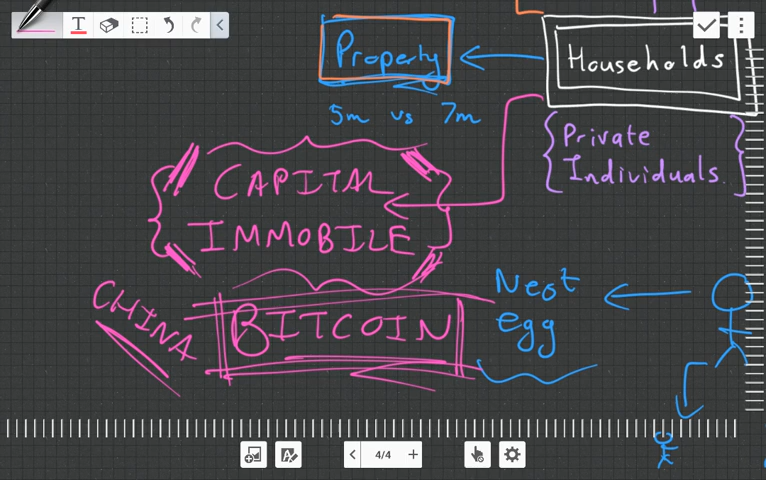 T
Property
Households
5m vs 7m
{Private
Individuals}
CAPITAL
IMMOBILE
CHINA
BITCOIN
Nest
egg
4/4